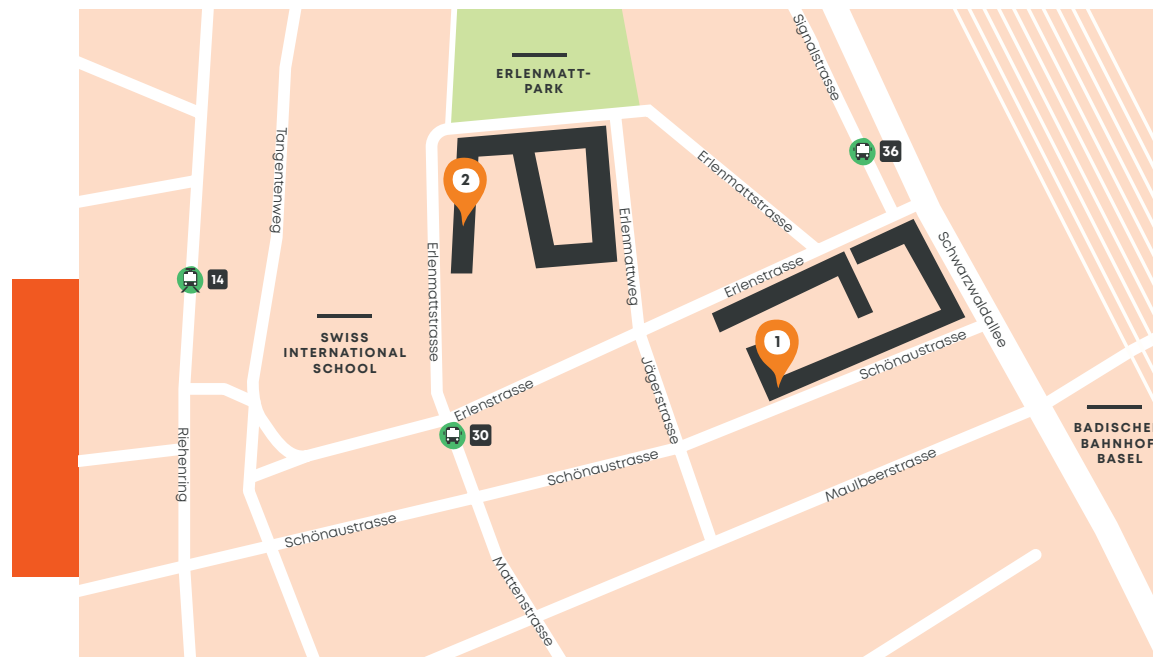 Signalstrasse
ERLENMATT-
PARK
36
Tangentenweg
Erlenmattstrasse
2
Erlenmattweg
Erlenmattstrasse
Schwarzwaldallee
Erlenstrasse
14
SWISS
INTERNATIONAL
SCHOOL
1
Schönaustrasse
Jägerstrasse
Erlenstrasse
BADISCHE
BAHNHOF
BASEL
30
Riehenring
Schönaustrasse
Maulbeerstrasse
Schönaustrasse
Mattenstrasse